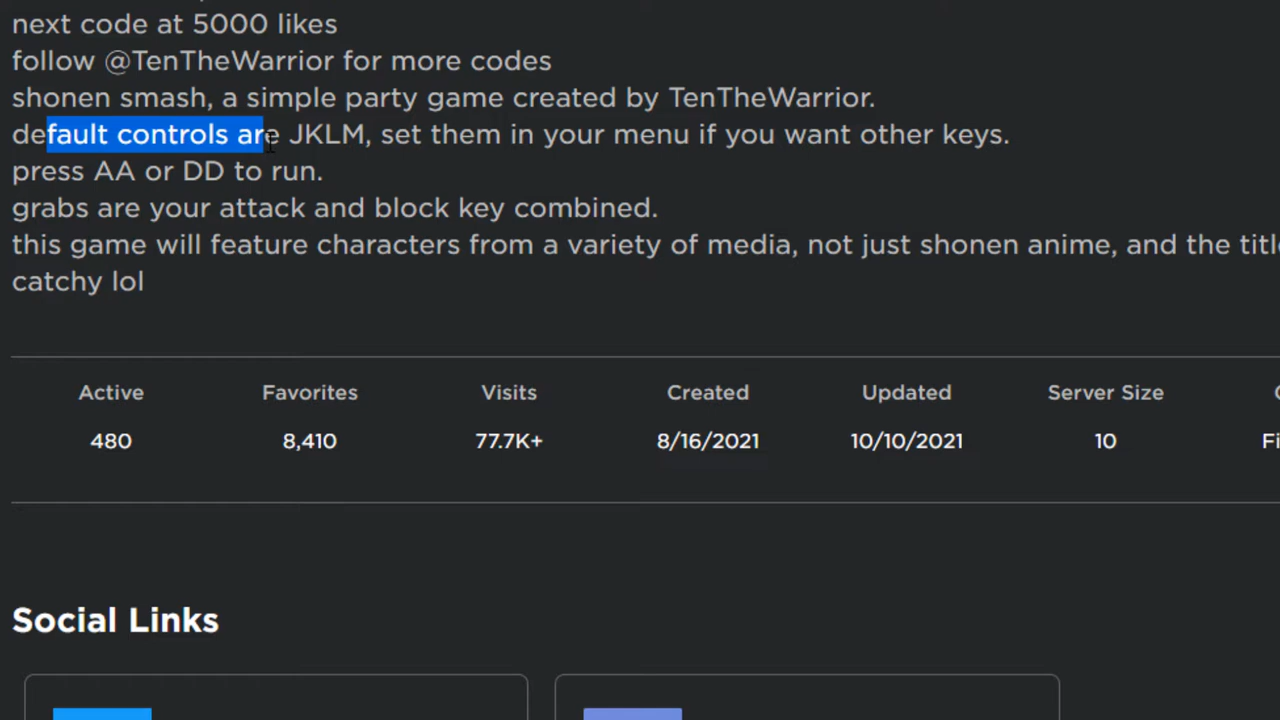 next code at 5000 likes
follow @TenTheWarrior for more codes
shonen smash, a simple party game created by TenTheWarrior.
default controls are JKLM, set them in your menu if you want other keys.
press AA or DD to run.
grabs are your attack and block key combined.
this game will feature characters from a variety of media, not just shonen anime, and the
catchy lol
Active Favorites Visits Created Updated Server Size
480 8,410 77.7K+ 8/16/2021 10/10/2021 10
Social Links